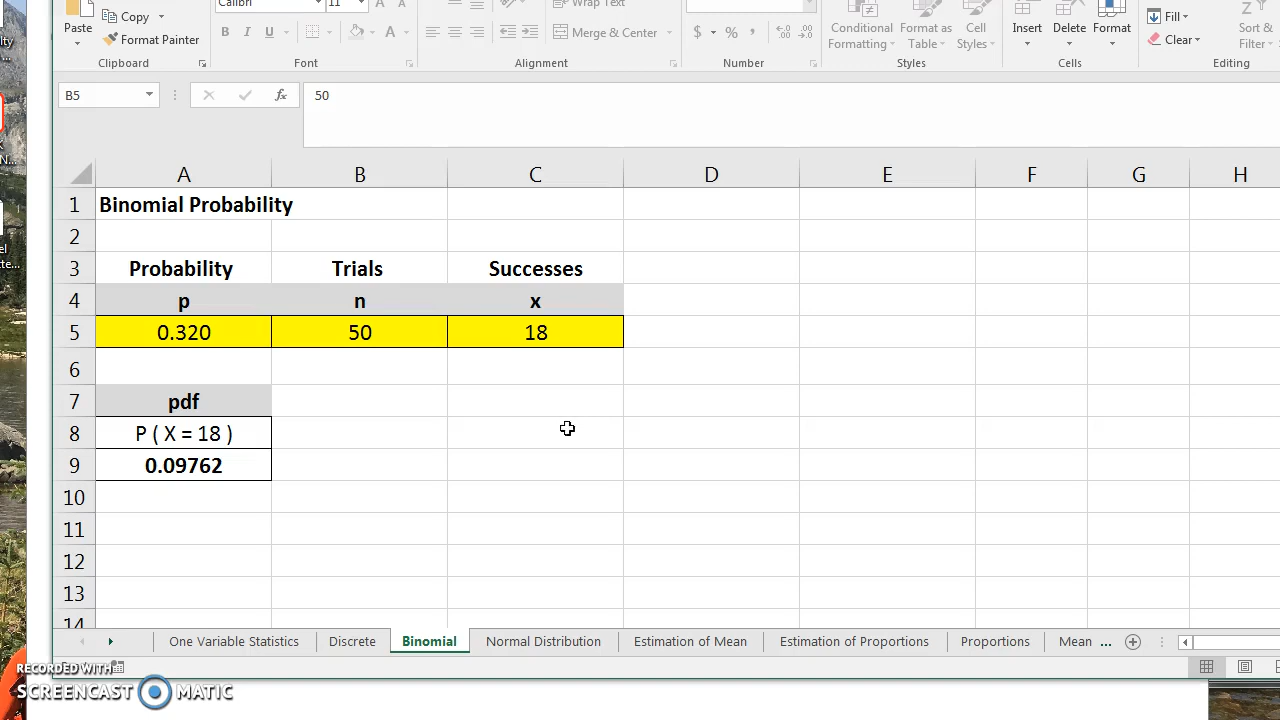 Calibri 11 Wrap Text
Copy
Paste Format Painter B I U Merge & Center $ % , Conditional Formatting Format as Table Cell Styles Insert Delete Format Fill Clear Sort & Filter
Clipboard Font Alignment Number Styles Cells Editing
B5 fx 50
A B C D E F G H
1 Binomial Probability
2
3 Probability Trials Successes
4 p n x
5 0.320 50 18
6
7 pdf
8 P ( X = 18 )
9 0.09762
10
11
12
13
14
One Variable Statistics Discrete Binomial Normal Distribution Estimation of Mean Estimation of Proportions Proportions Mean ...
RECORDED WITH
SCREENCAST MATIC